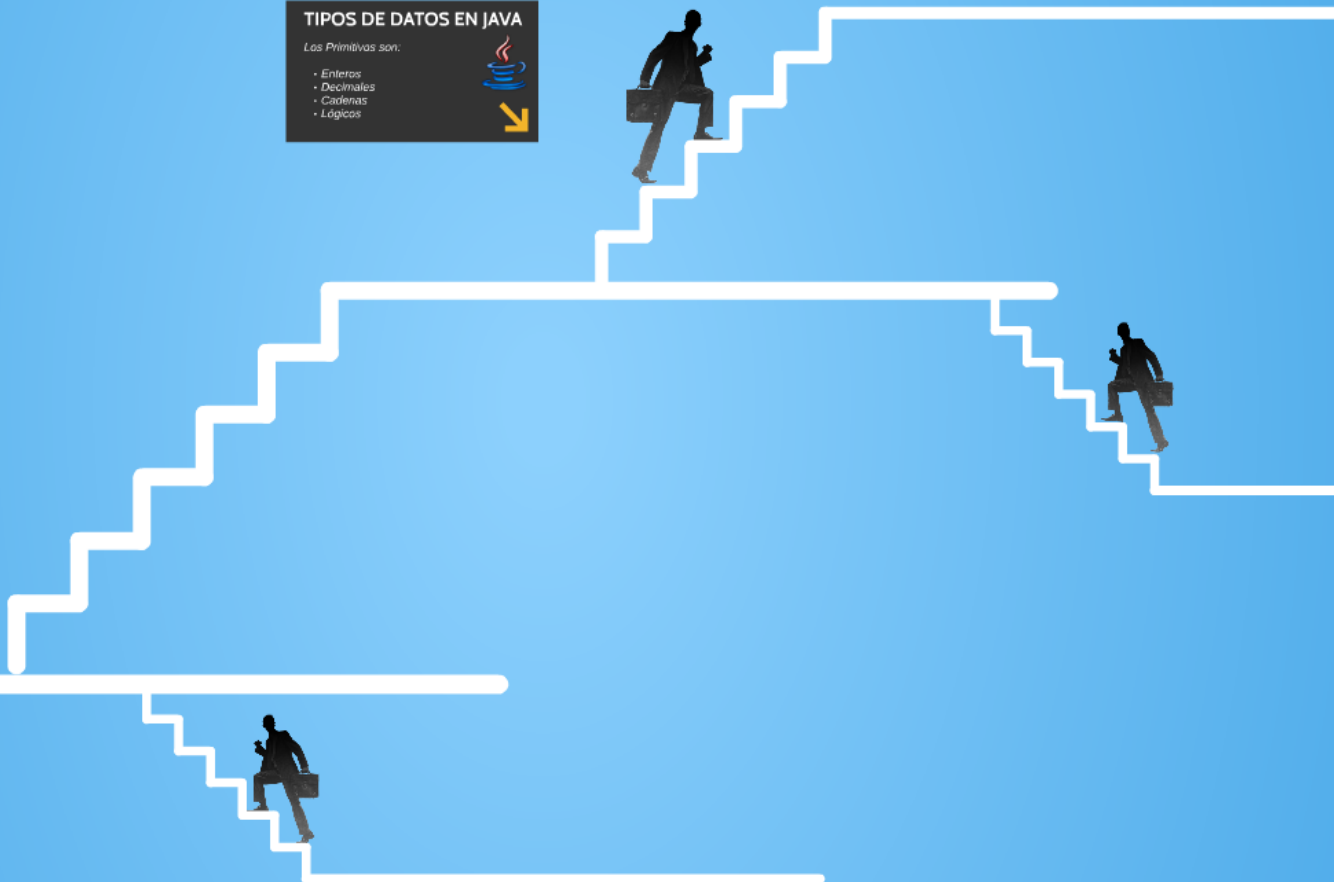 TIPOS DE DATOS EN JAVA
Los Primitivos son:
• Enteros
• Decimales
• Cadenas
• Lógicos